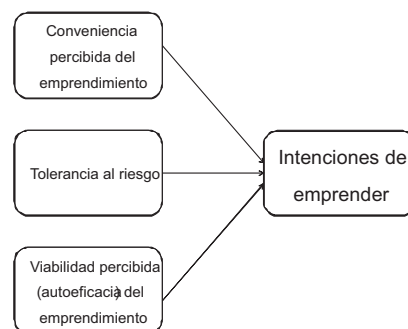 Conveniencia
percibida del
emprendimiento
Tolerancia al riesgo
Intenciones de
emprender
Viabilidad percibida
(autoeficacia) del
emprendimiento